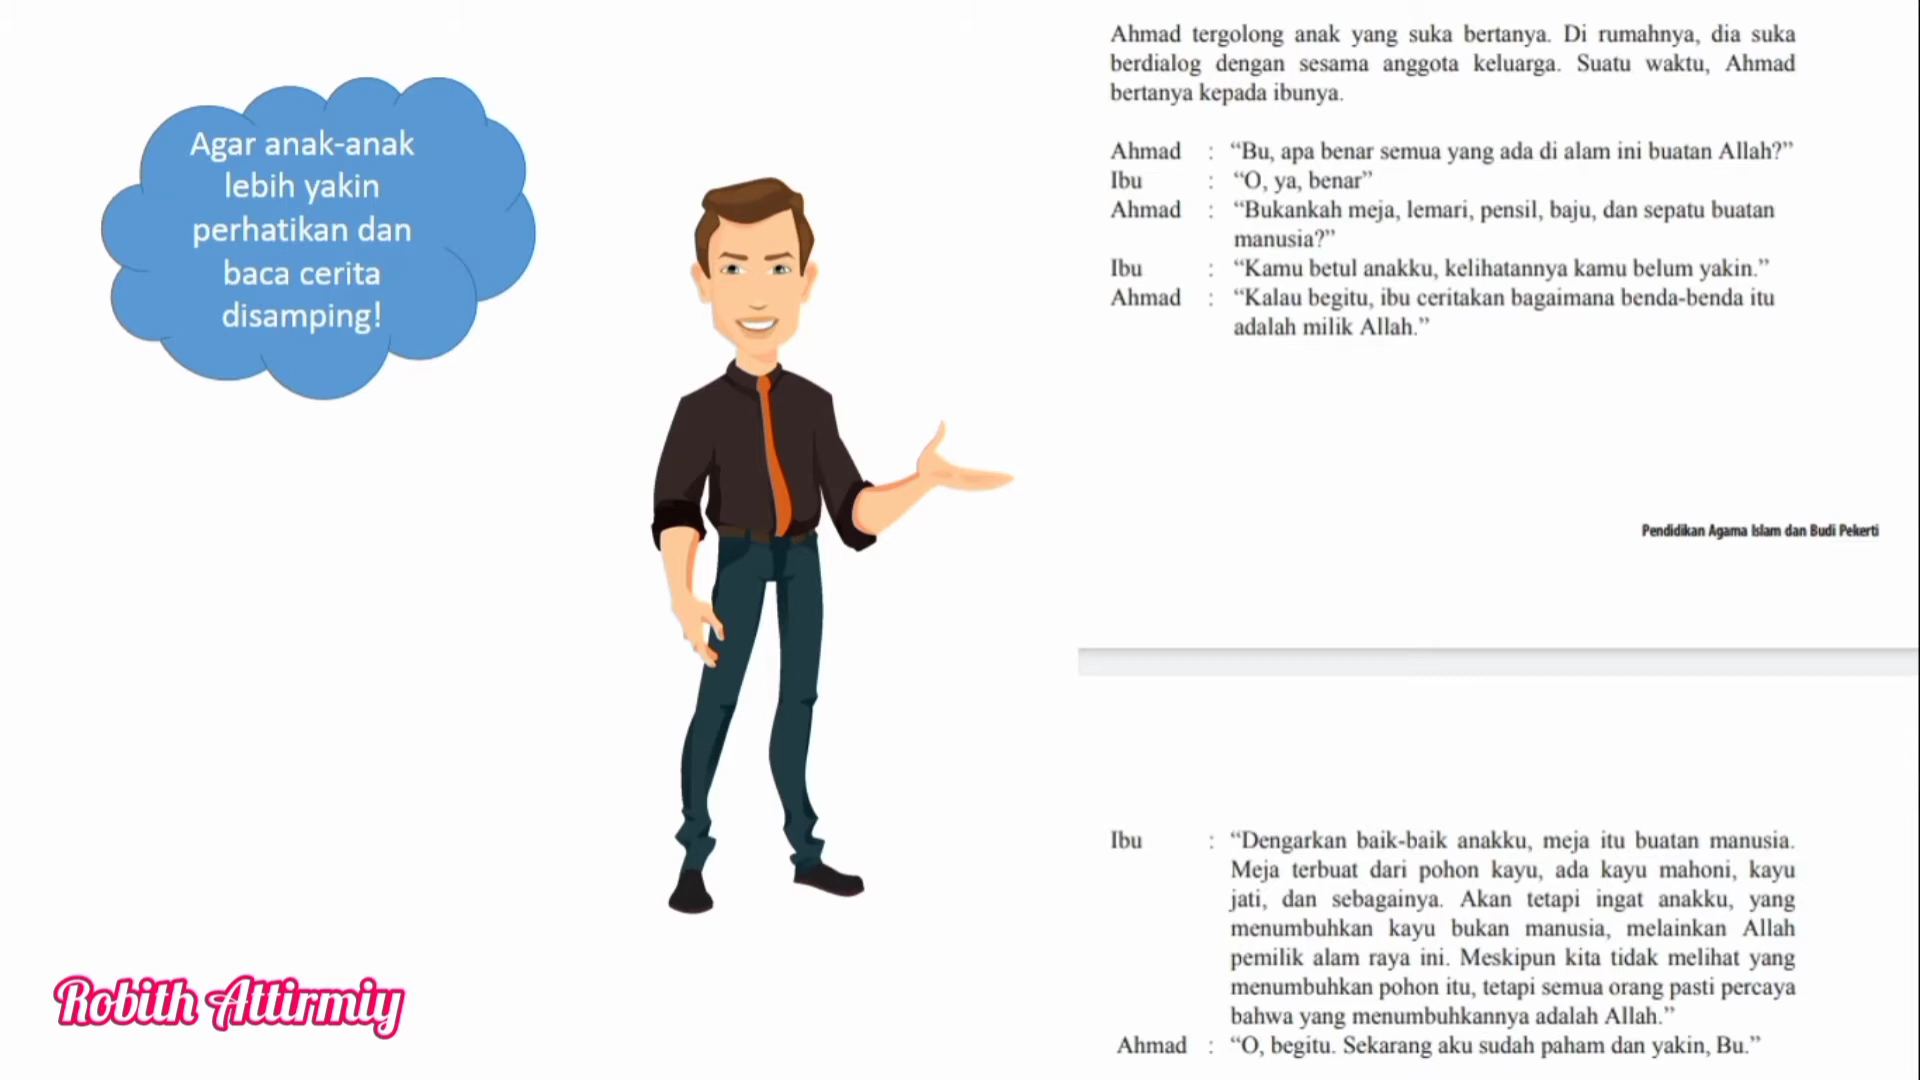 Agar anak-anak
lebih yakin
perhatikan dan
baca cerita
disamping!
Ahmad tergolong anak yang suka bertanya. Di rumahnya, dia suka
berdialog dengan sesama anggota keluarga. Suatu waktu, Ahmad
bertanya kepada ibunya.
Ahmad : “Bu, apa benar semua yang ada di alam ini buatan Allah?”
Ibu : “O, ya, benar”
Ahmad : “Bukankah meja, lemari, pensil, baju, dan sepatu buatan
manusia?”
Ibu : “Kamu betul anakku, kelihatannya kamu belum yakin.”
Ahmad : “Kalau begitu, ibu ceritakan bagaimana benda-benda itu
adalah milik Allah.”
Pendidikan Agama Islam dan Budi Pekerti
Ibu : “Dengarkan baik-baik anakku, meja itu buatan manusia.
Meja terbuat dari pohon kayu, ada kayu mahoni, kayu
jati, dan sebagainya. Akan tetapi ingat anakku, yang
menumbuhkan kayu bukan manusia, melainkan Allah
pemilik alam raya ini. Meskipun kita tidak melihat yang
menumbuhkan pohon itu, tetapi semua orang pasti percaya
bahwa yang menumbuhkannya adalah Allah.”
Ahmad : “O, begitu. Sekarang aku sudah paham dan yakin, Bu.”
Robith Attirmiy